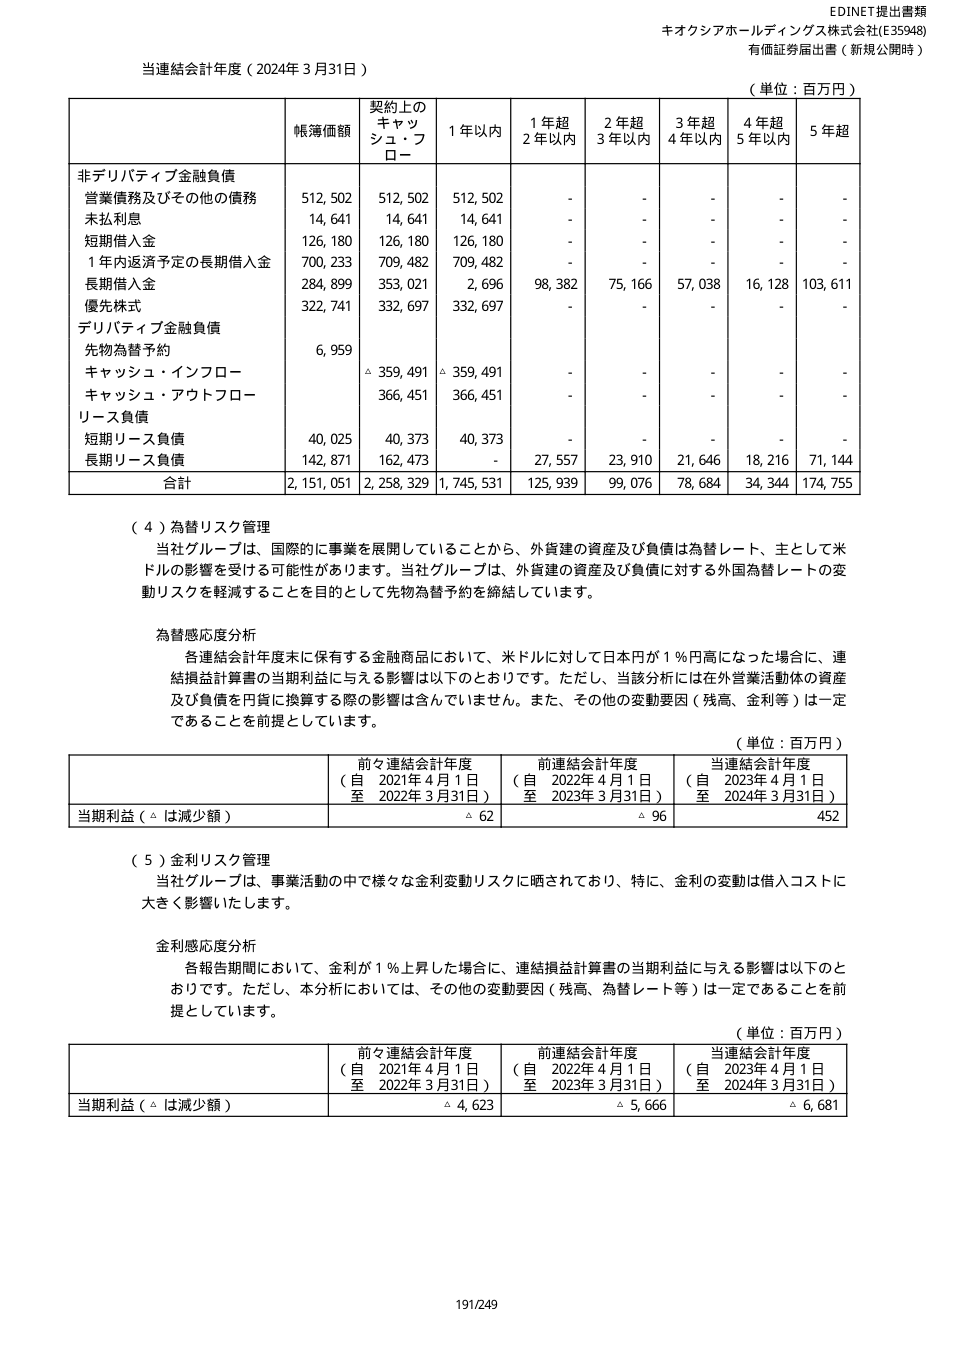 EDINET提出書類
キオクシアホールディングス株式会社(E35948)
有価証券届出書(新規公開時)
当連結会計年度(2024年3月31日)
(単位:百万円)
帳簿価額 契約上のキャッシュ・フロー 1年以内 1年超2年以内 2年超3年以内 3年超4年以内 4年超5年以内 5年超
非デリバティブ金融負債
営業債務及びその他の債務 512,502 512,502 512,502 - - - - -
未払利息 14,641 14,641 14,641 - - - - -
短期借入金 126,180 126,180 126,180 - - - - -
1年内返済予定の長期借入金 700,233 709,482 709,482 - - - - -
長期借入金 284,899 353,021 2,696 98,382 75,166 57,038 16,128 103,611
優先株式 322,741 332,697 332,697 - - - - -
デリバティブ金融負債
先物為替予約 6,959
キャッシュ・インフロー △359,491 △359,491 - - - - -
キャッシュ・アウトフロー 366,451 366,451 - - - - -
リース負債
短期リース負債 40,025 40,373 40,373 - - - - -
長期リース負債 142,871 162,473 - 27,557 23,910 21,646 18,216 71,144
合計 2,151,051 2,258,329 1,745,531 125,939 99,076 78,684 34,344 174,755
(4)為替リスク管理
当社グループは、国際的に事業を展開していることから、外貨建の資産及び負債は為替レート、主として米
ドルの影響を受ける可能性があります。当社グループは、外貨建の資産及び負債に対する外国為替レートの変
動リスクを軽減することを目的として先物為替予約を締結しています。
為替感応度分析
各連結会計年度末に保有する金融商品において、米ドルに対して日本円が1%円高になった場合に、連
結損益計算書の当期利益に与える影響は以下のとおりです。ただし、当該分析には在外営業活動体の資産
及び負債を円貨に換算する際の影響は含んでいません。また、その他の変動要因(残高、金利等)は一定
であることを前提としています。
(単位:百万円)
前々連結会計年度 前連結会計年度 当連結会計年度
(自 2021年4月1日 (自 2022年4月1日 (自 2023年4月1日
至 2022年3月31日) 至 2023年3月31日) 至 2024年3月31日)
当期利益(△は減少額) △62 △96 452
(5)金利リスク管理
当社グループは、事業活動の中で様々な金利変動リスクに晒されており、特に、金利の変動は借入コストに
大きく影響いたします。
金利感応度分析
各報告期間において、金利が1%上昇した場合に、連結損益計算書の当期利益に与える影響は以下のと
おりです。ただし、本分析においては、その他の変動要因(残高、為替レート等)は一定であることを前
提としています。
(単位:百万円)
前々連結会計年度 前連結会計年度 当連結会計年度
(自 2021年4月1日 (自 2022年4月1日 (自 2023年4月1日
至 2022年3月31日) 至 2023年3月31日) 至 2024年3月31日)
当期利益(△は減少額) △4,623 △5,666 △6,681
191/249